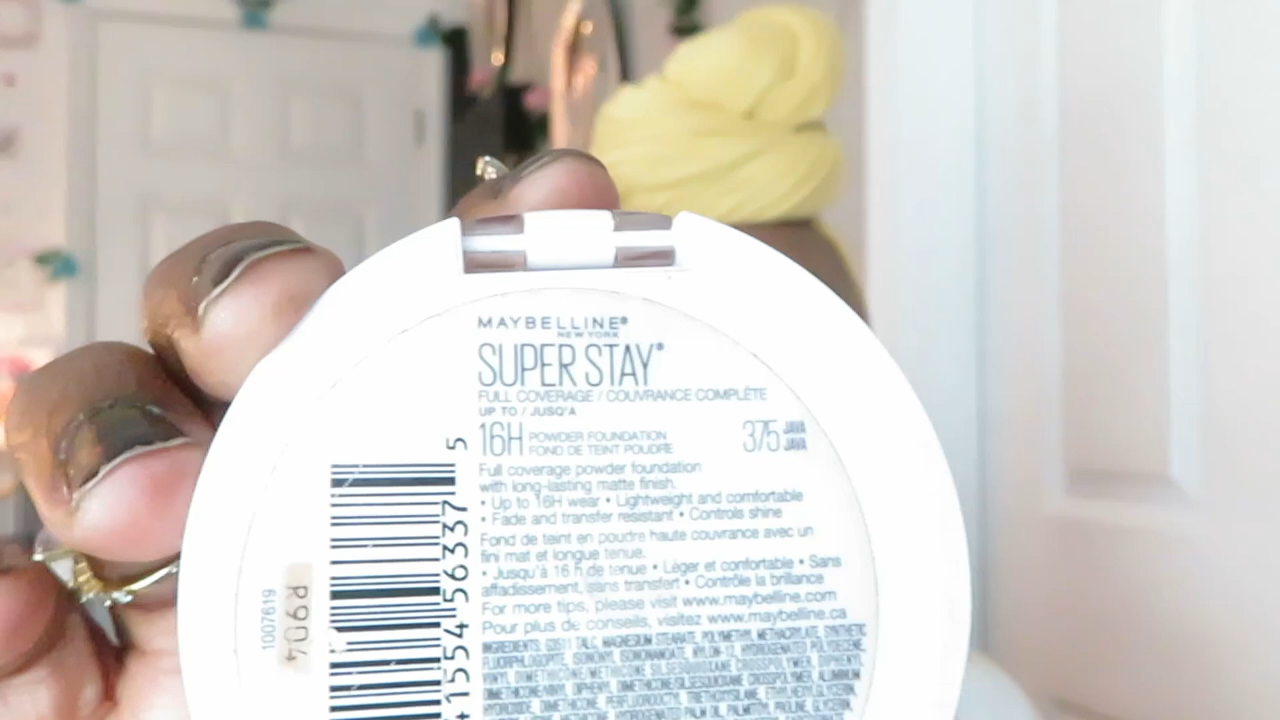 MAYBELLINE®
NEW YORK
SUPER STAY®
FULL COVERAGE / COUVRANCE COMPLÈTE
UP TO / JUSQ'A
16H POWDER FOUNDATION
FOND DE TEINT POUDRE
375 JAVA
JAVA
Full coverage powder foundation
with long-lasting matte finish.
• Up to 16H wear • Lightweight and comfortable
• Fade and transfer resistant • Controls shine
Fond de teint en poudre haute couvrance avec un
fini mat et longue tenue.
• Jusqu'à 16 h de tenue • Léger et confortable • Sans
affadissement, sans transfert • Contrôle la brillance
For more tips, please visit www.maybelline.com
Pour plus de conseils, visitez www.maybelline.ca
TALC, MAGNESIUM STEARATE, POLYMETHYL METHACRYLATE, SYNTHETIC
1007619
R904
41554 56337 5